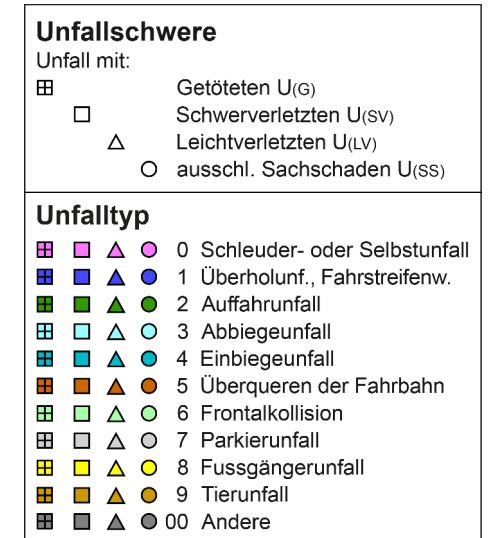 Unfallschwere
Unfall mit:
Getöteten U(G)
Schwerverletzten U(SV)
Leichtverletzten U(LV)
ausschl. Sachschaden U(SS)
Unfalltyp
0 Schleuder- oder Selbstunfall
1 Überholunf., Fahrstreifenw.
2 Auffahrunfall
3 Abbiegeunfall
4 Einbiegeunfall
5 Überqueren der Fahrbahn
6 Frontalkollision
7 Parkierunfall
8 Fussgängerunfall
9 Tierunfall
00 Andere